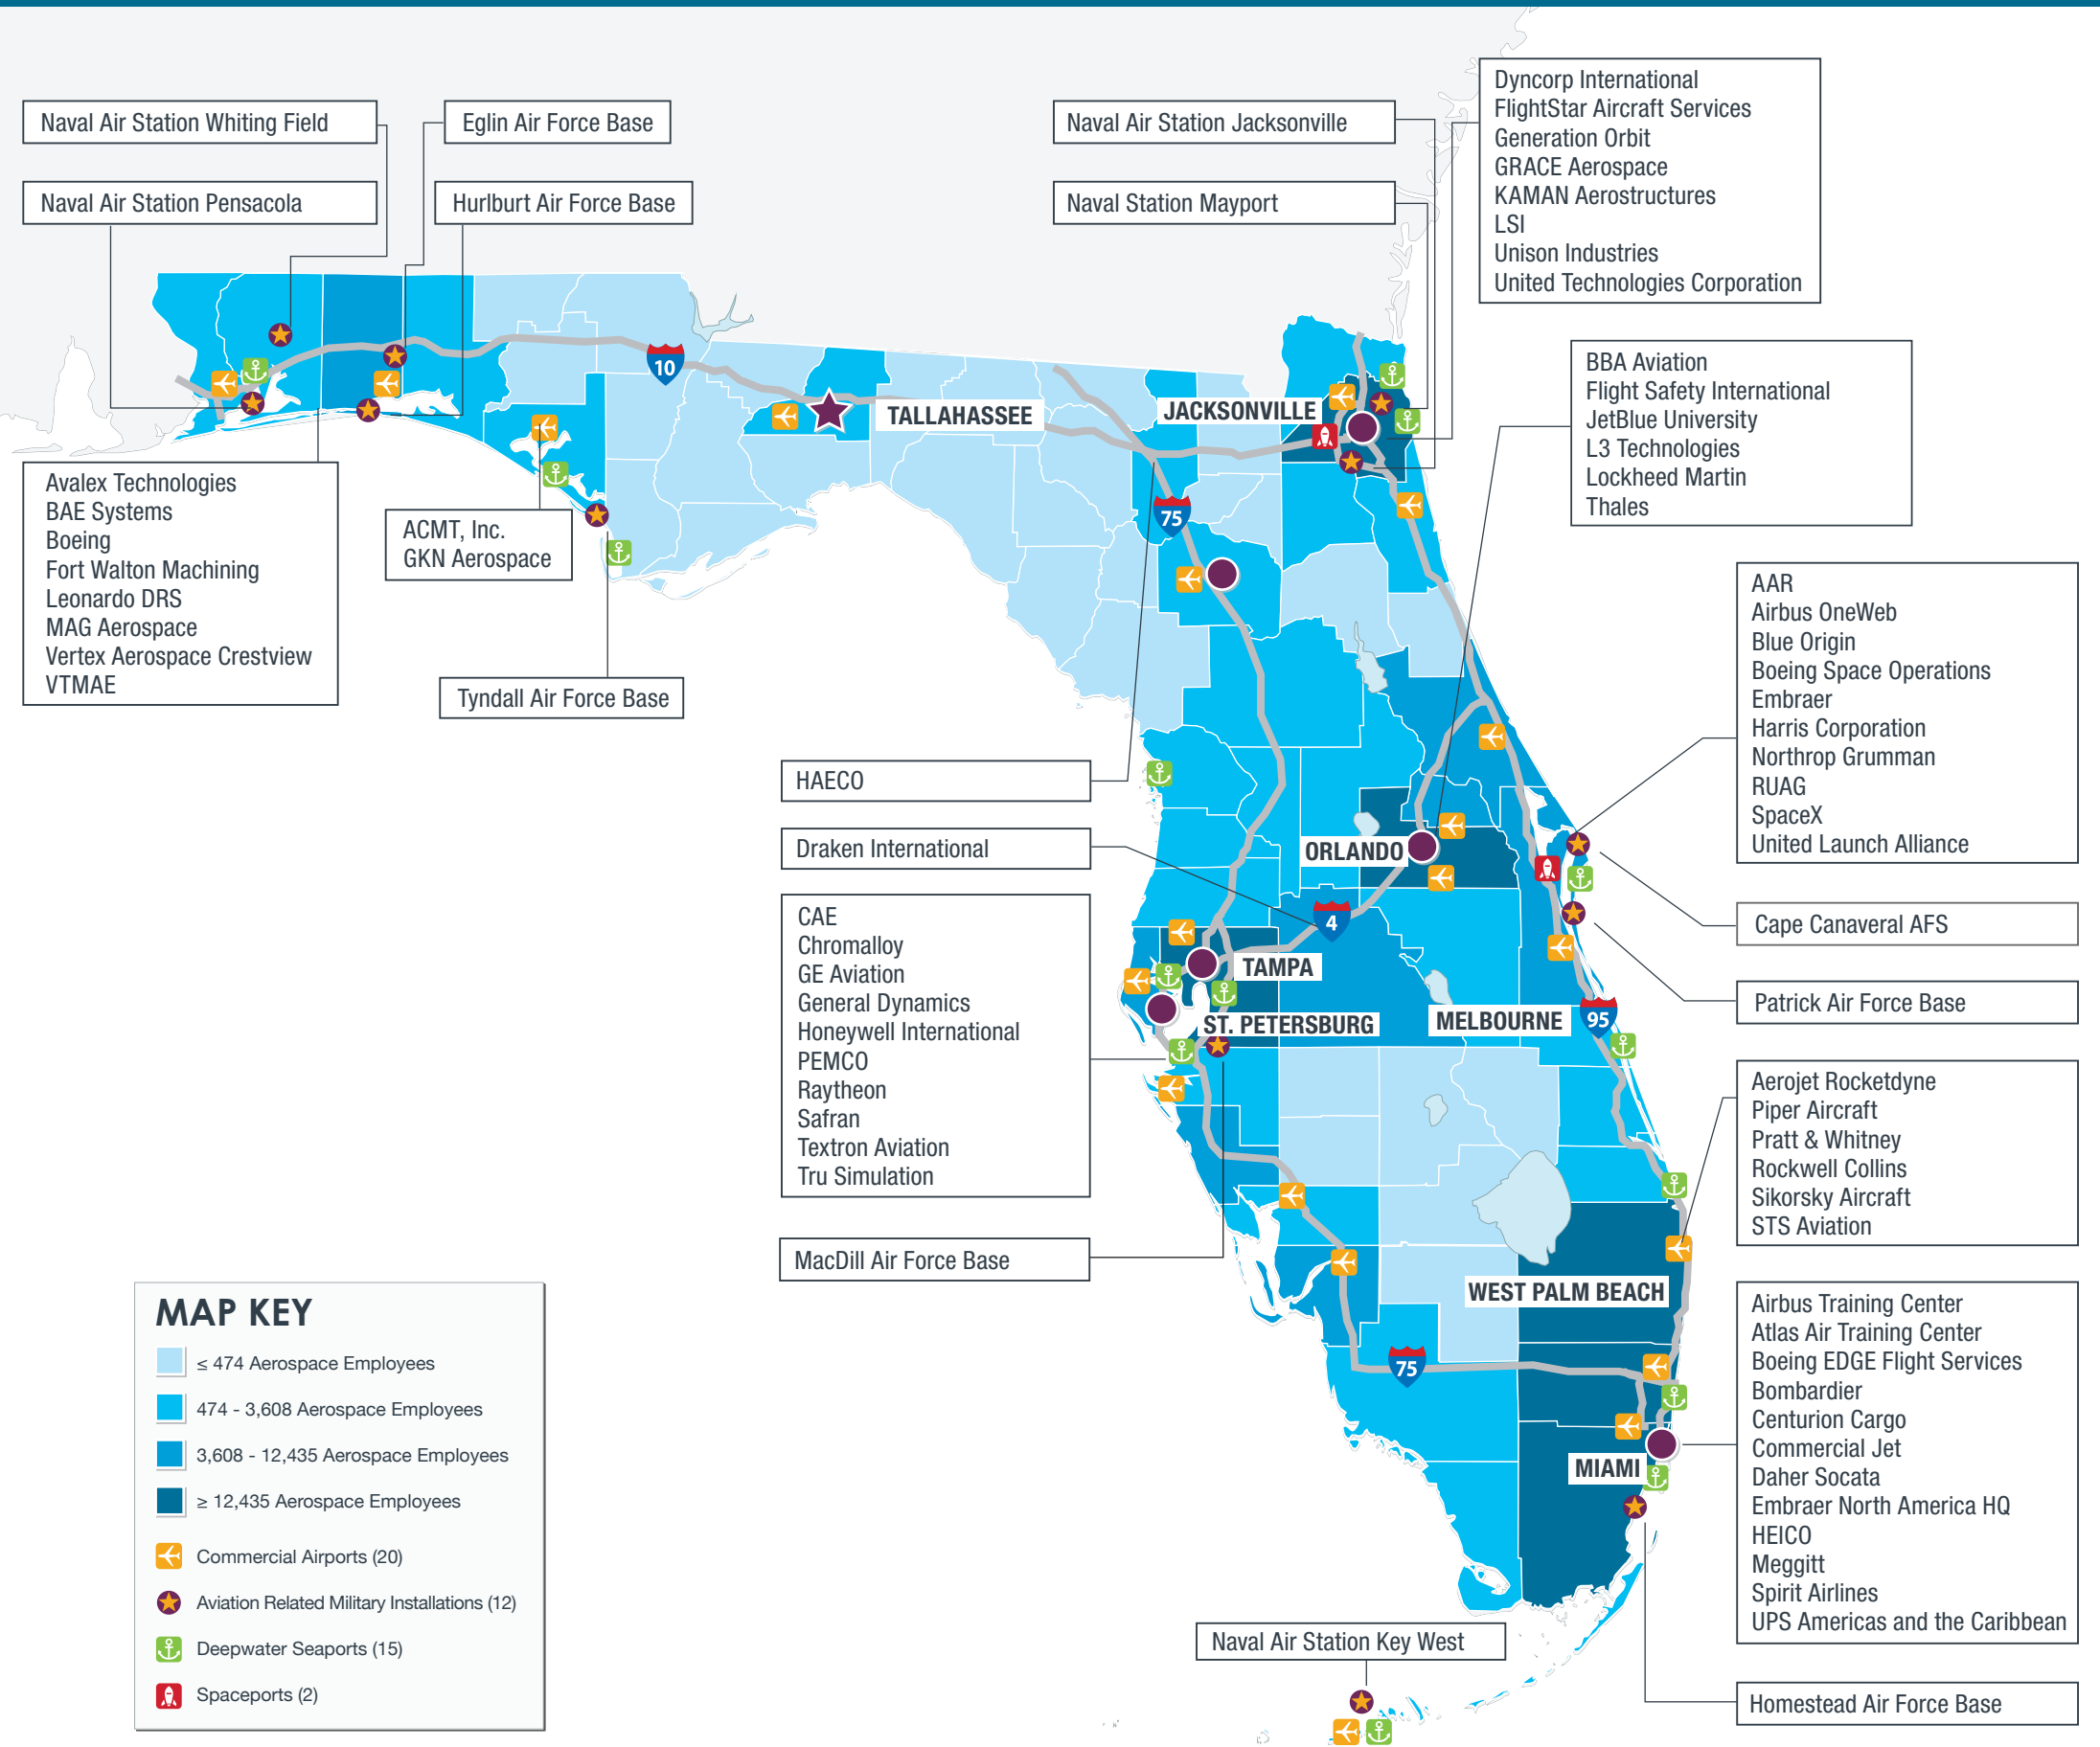 Naval Air Station Whiting Field
Eglin Air Force Base
Naval Air Station Pensacola
Hurlburt Air Force Base
Naval Air Station Jacksonville
Naval Station Mayport
Dyncorp International
FlightStar Aircraft Services
Generation Orbit
GRACE Aerospace
KAMAN Aerostructures
LSI
Unison Industries
United Technologies Corporation
BBA Aviation
Flight Safety International
JetBlue University
L3 Technologies
Lockheed Martin
Thales
10
TALLAHASSEE
JACKSONVILLE
75
Avalex Technologies
BAE Systems
Boeing
Fort Walton Machining
Leonardo DRS
MAG Aerospace
Vertex Aerospace Crestview
VTMAE
ACMT, Inc.
GKN Aerospace
Tyndall Air Force Base
AAR
Airbus OneWeb
Blue Origin
Boeing Space Operations
Embraer
Harris Corporation
Northrop Grumman
RUAG
SpaceX
United Launch Alliance
HAECO
Draken International
ORLANDO
4
CAE
Chromalloy
GE Aviation
General Dynamics
Honeywell International
PEMCO
Raytheon
Safran
Textron Aviation
Tru Simulation
TAMPA
ST. PETERSBURG
MELBOURNE
95
Cape Canaveral AFS
Patrick Air Force Base
Aerojet Rocketdyne
Piper Aircraft
Pratt & Whitney
Rockwell Collins
Sikorsky Aircraft
STS Aviation
MacDill Air Force Base
WEST PALM BEACH
75
MIAMI
Airbus Training Center
Atlas Air Training Center
Boeing EDGE Flight Services
Bombardier
Centurion Cargo
Commercial Jet
Daher Socata
Embraer North America HQ
HEICO
Meggitt
Spirit Airlines
UPS Americas and the Caribbean
Naval Air Station Key West
Homestead Air Force Base
MAP KEY
≤ 474 Aerospace Employees
474 - 3,608 Aerospace Employees
3,608 - 12,435 Aerospace Employees
≥ 12,435 Aerospace Employees
Commercial Airports (20)
Aviation Related Military Installations (12)
Deepwater Seaports (15)
Spaceports (2)